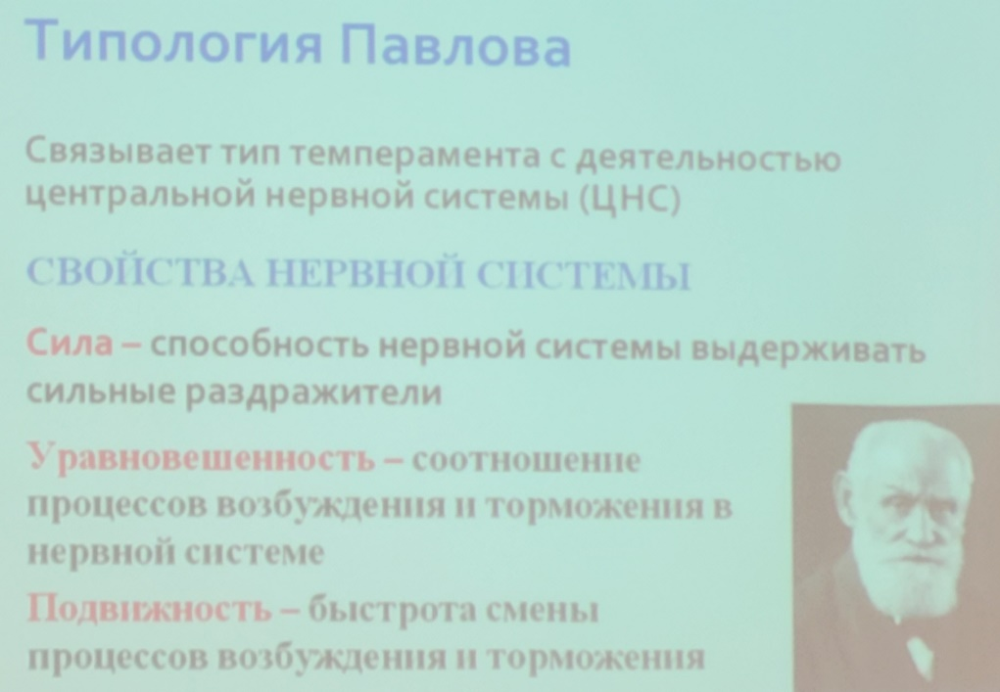 Типология Павлова
Связывает тип темперамента с деятельностью
центральной нервной системы (ЦНС)
СВОЙСТВА НЕРВНОЙ СИСТЕМЫ
Сила – способность нервной системы выдерживать
сильные раздражители
Уравновешенность – соотношение
процессов возбуждения и торможения в
нервной системе
Подвижность – быстрота смены
процессов возбуждения и торможения